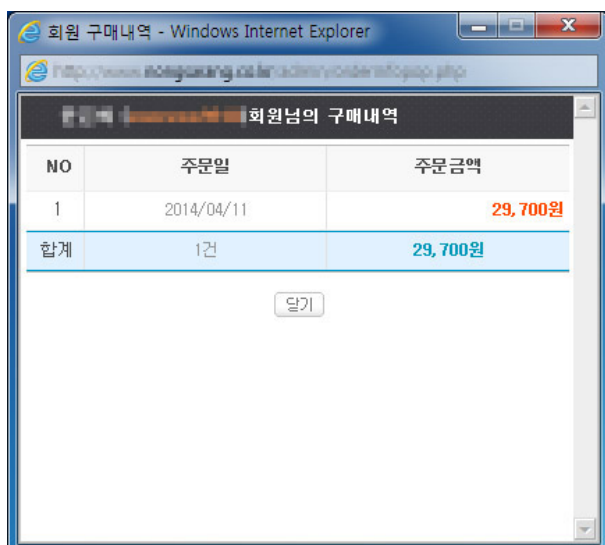 회원 구매내역 - Windows Internet Explorer
회원님의 구매내역
NO 주문일 주문금액
1 2014/04/11 29,700원
합계 1건 29,700원
닫기